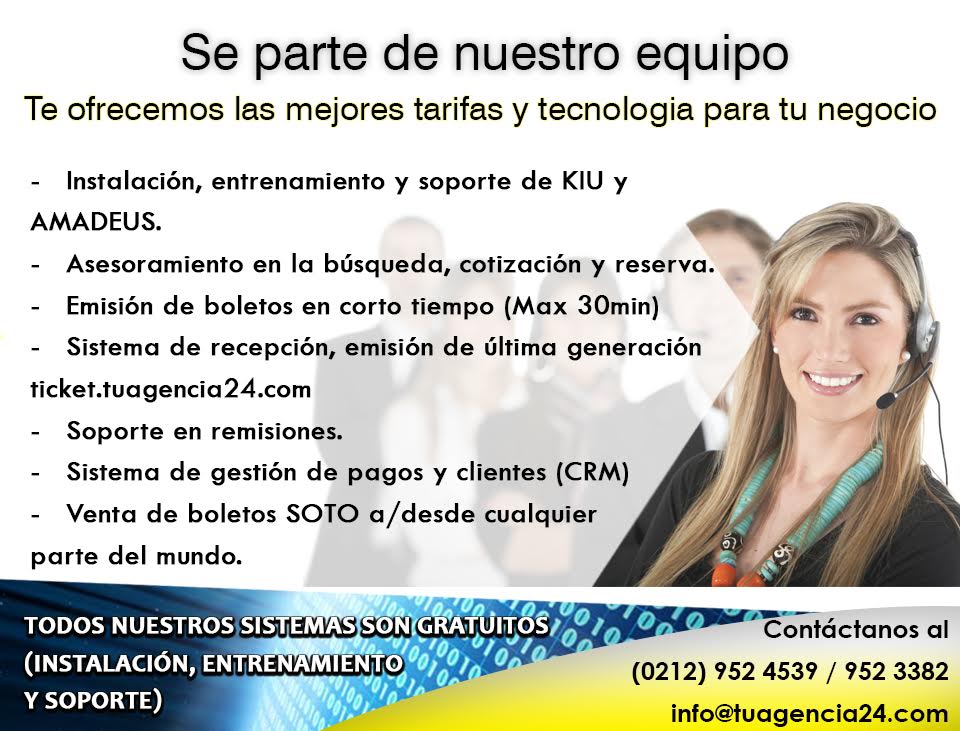 Se parte de nuestro equipo
Te ofrecemos las mejores tarifas y tecnologia para tu negocio
- Instalación, entrenamiento y soporte de KIU y
AMADEUS.
- Asesoramiento en la búsqueda, cotización y reserva.
- Emisión de boletos en corto tiempo (Max 30min)
- Sistema de recepción, emisión de última generación
ticket.tuagencia24.com
- Soporte en remisiones.
- Sistema de gestión de pagos y clientes (CRM)
- Venta de boletos SOTO a/desde cualquier
parte del mundo.
TODOS NUESTROS SISTEMAS SON GRATUITOS
(INSTALACIÓN, ENTRENAMIENTO
Y SOPORTE)
Contáctanos al
(0212) 952 4539 / 952 3382
info@tuagencia24.com